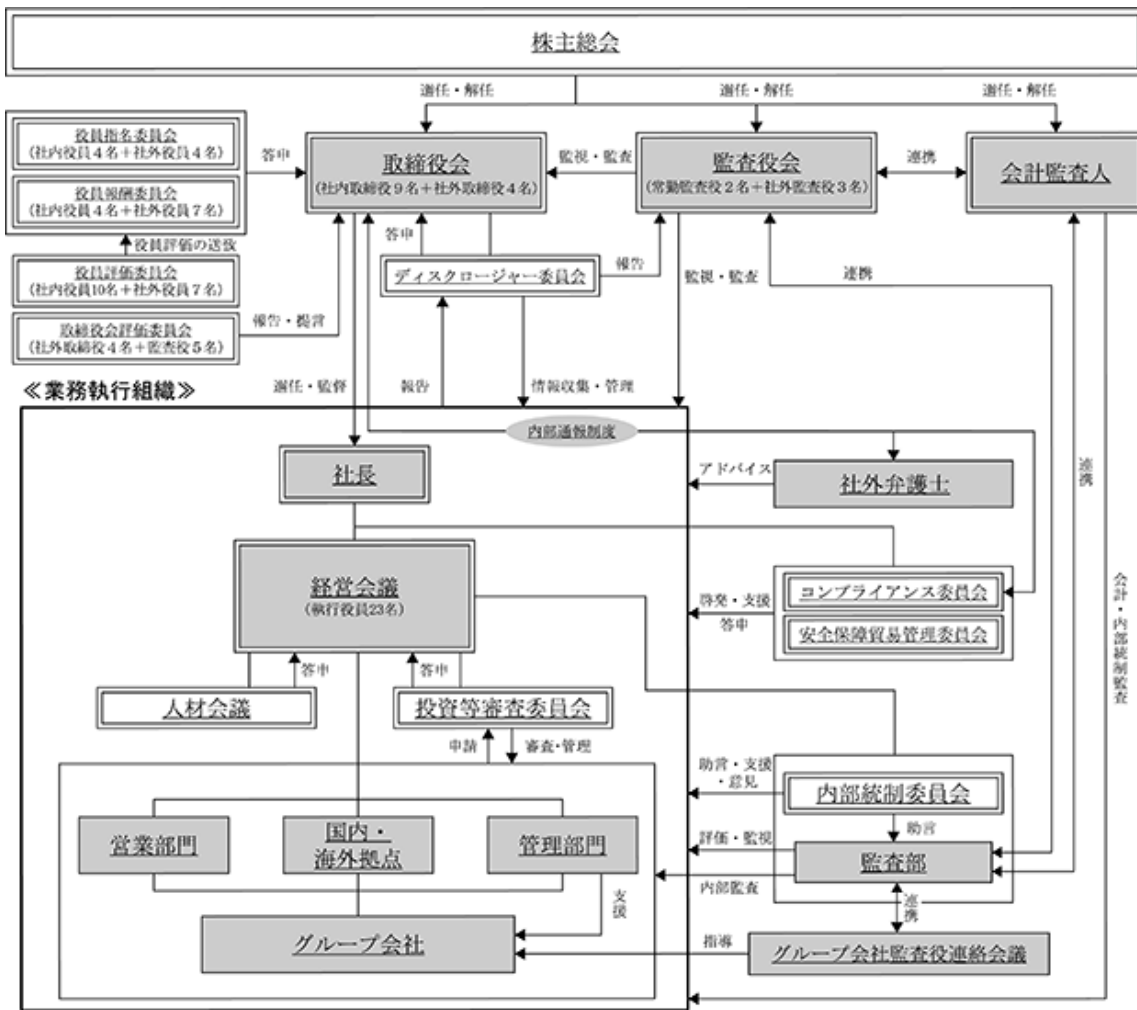 株主総会
選任・解任
選任・解任
選任・解任
役員指名委員会
(社内役員4名+社外役員4名)
役員報酬委員会
(社内役員4名+社外役員7名)
答申
取締役会
(社内取締役9名+社外取締役4名)
監視・監査
監査役会
(常勤監査役2名+社外監査役3名)
連携
会計監査人
役員評価の送致
役員評価委員会
(社内役員10名+社外役員7名)
取締役会評価委員会
(社外取締役4名+監査役5名)
報告・提言
答申
ディスクロージャー委員会
報告
監視・監査
連携
≪業務執行組織≫
選任・監督
報告
情報収集・管理
内部通報制度
社長
アドバイス
社外弁護士
連携
経営会議
(執行役員23名)
啓発・支援
答申
コンプライアンス委員会
安全保障貿易管理委員会
会計・内部統制監査
答申
答申
人材会議
投資等審査委員会
申請
審査・管理
助言・支援
・意見
内部統制委員会
助言
営業部門
国内・
海外拠点
管理部門
評価・監視
監査部
内部監査
支援
連携
グループ会社
指導
グループ会社監査役連絡会議